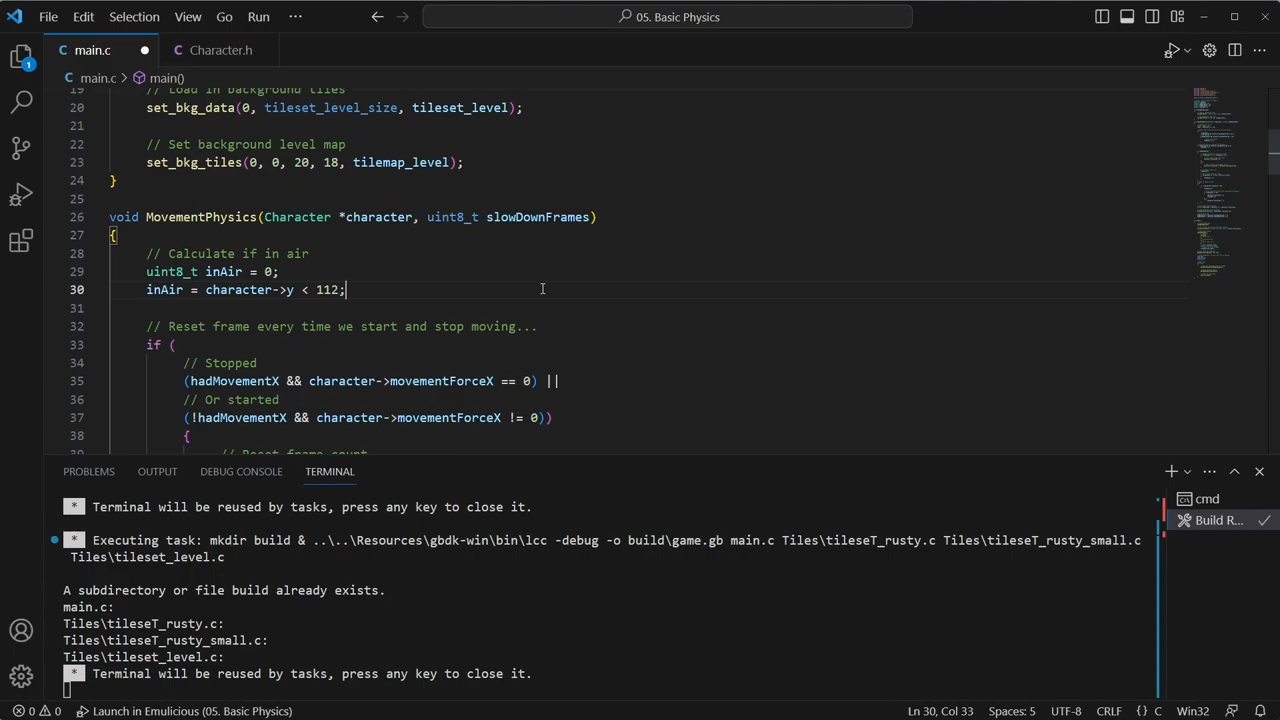 File Edit Selection View Go Run ··· 05. Basic Physics
main.c Character.h
main.c > main()
19 // Load in background tiles
20 set_bkg_data(0, tileset_level_size, tileset_level);
21
22 // Set background level map
23 set_bkg_tiles(0, 0, 20, 18, tilemap_level);
24 }
25
26 void MovementPhysics(Character *character, uint8_t slowDownFrames)
27 {
28 // Calculate if in air
29 uint8_t inAir = 0;
30 inAir = character->y < 112;
31
32 // Reset frame every time we start and stop moving...
33 if (
34 // Stopped
35 (hadMovementX && character->movementForceX == 0) ||
36 // Or started
37 (!hadMovementX && character->movementForceX != 0))
38 {
39 // Reset frame count
PROBLEMS OUTPUT DEBUG CONSOLE TERMINAL
* Terminal will be reused by tasks, press any key to close it.
* Executing task: mkdir build & ..\..\Resources\gbdk-win\bin\lcc -debug -o build\game.gb main.c Tiles\tileseT_rusty.c Tiles\tileseT_rusty_small.c
Tiles\tileset_level.c
A subdirectory or file build already exists.
main.c:
Tiles\tileseT_rusty.c:
Tiles\tileseT_rusty_small.c:
Tiles\tileset_level.c:
* Terminal will be reused by tasks, press any key to close it.
cmd
Build R...
1
0 0 Launch in Emulicious (05. Basic Physics) Ln 30, Col 33 Spaces: 5 UTF-8 CRLF {} C Win32